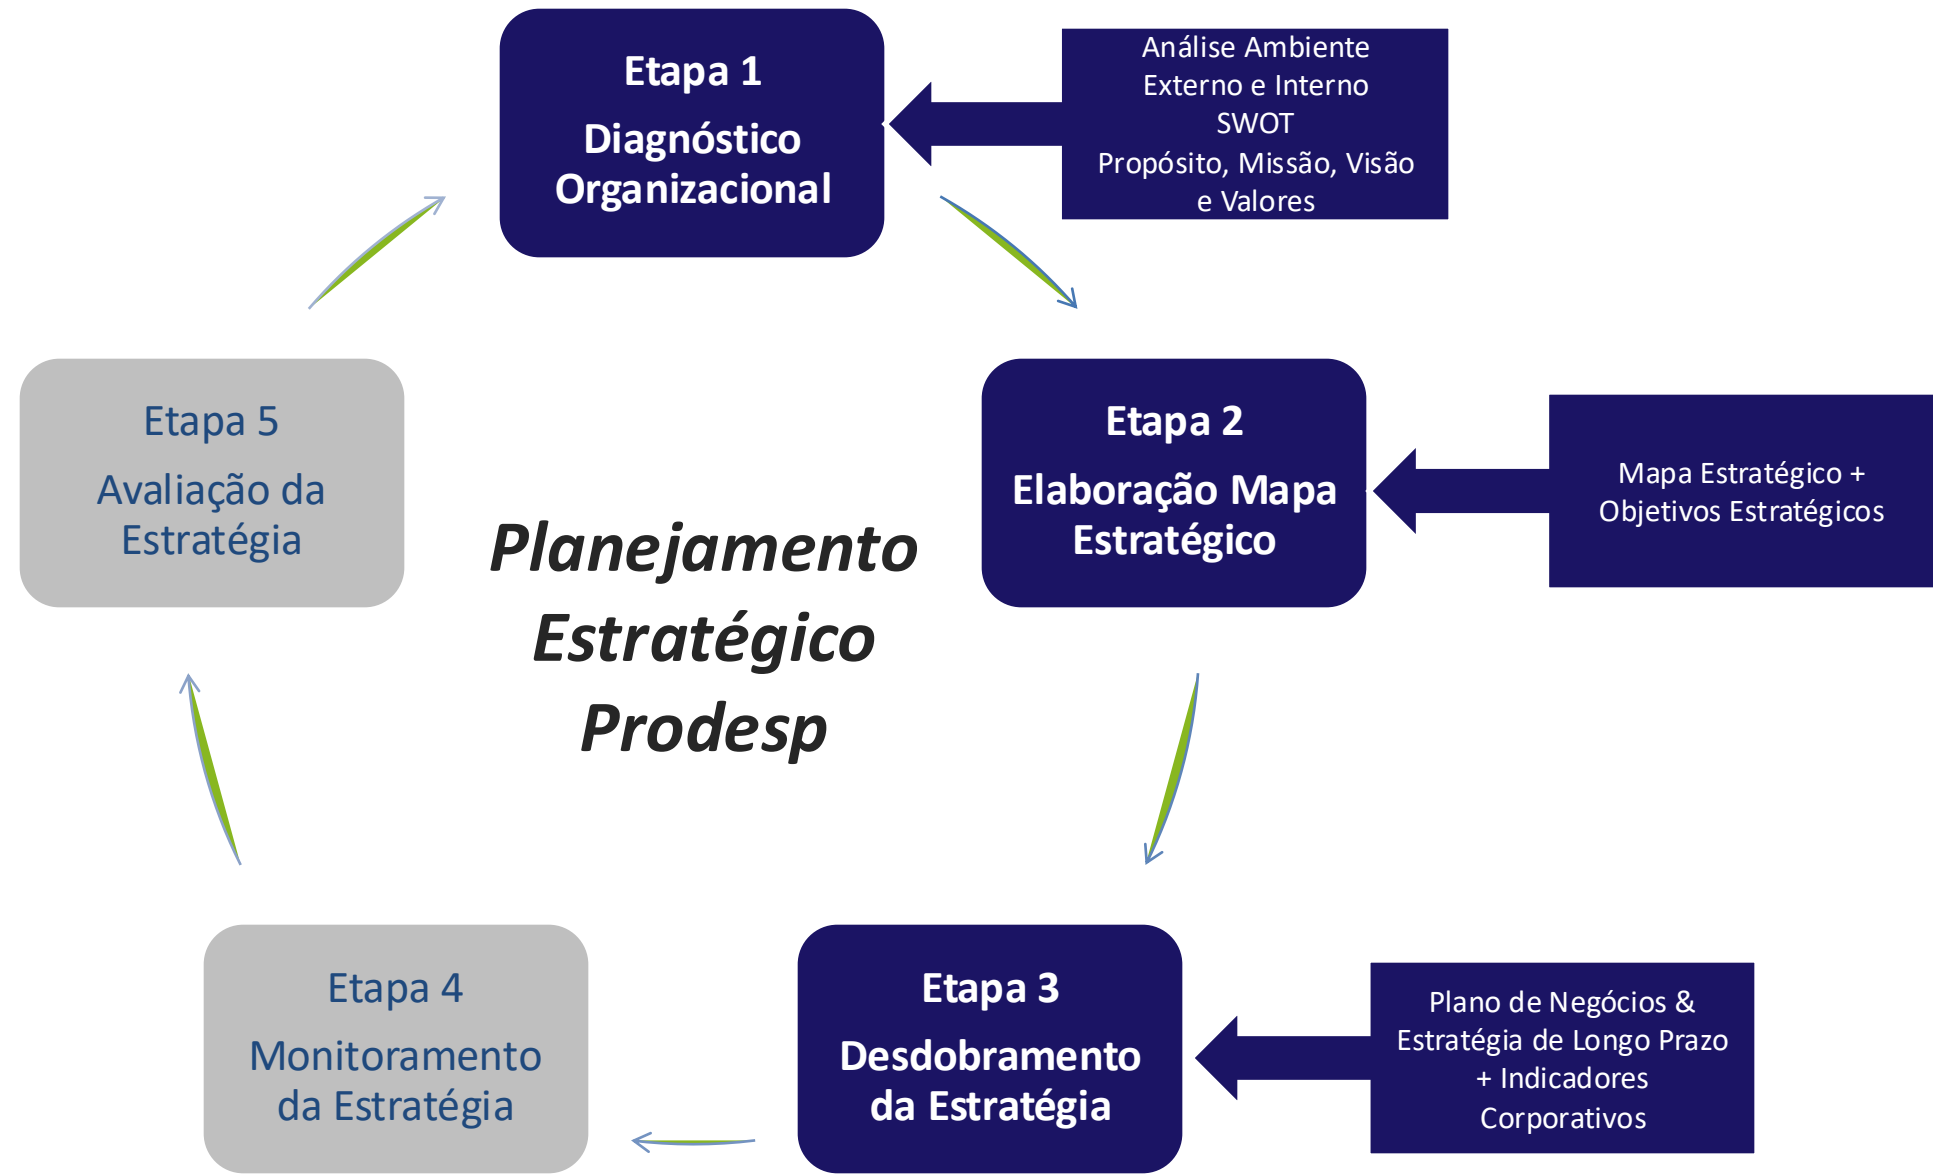 Etapa 1
Diagnóstico
Organizacional
Análise Ambiente
Externo e Interno
SWOT
Propósito, Missão, Visão
e Valores
Etapa 2
Elaboração Mapa
Estratégico
Mapa Estratégico +
Objetivos Estratégicos
Etapa 3
Desdobramento
da Estratégia
Plano de Negócios &
Estratégia de Longo Prazo
+ Indicadores
Corporativos
Etapa 4
Monitoramento
da Estratégia
Etapa 5
Avaliação da
Estratégia
Planejamento
Estratégico
Prodesp